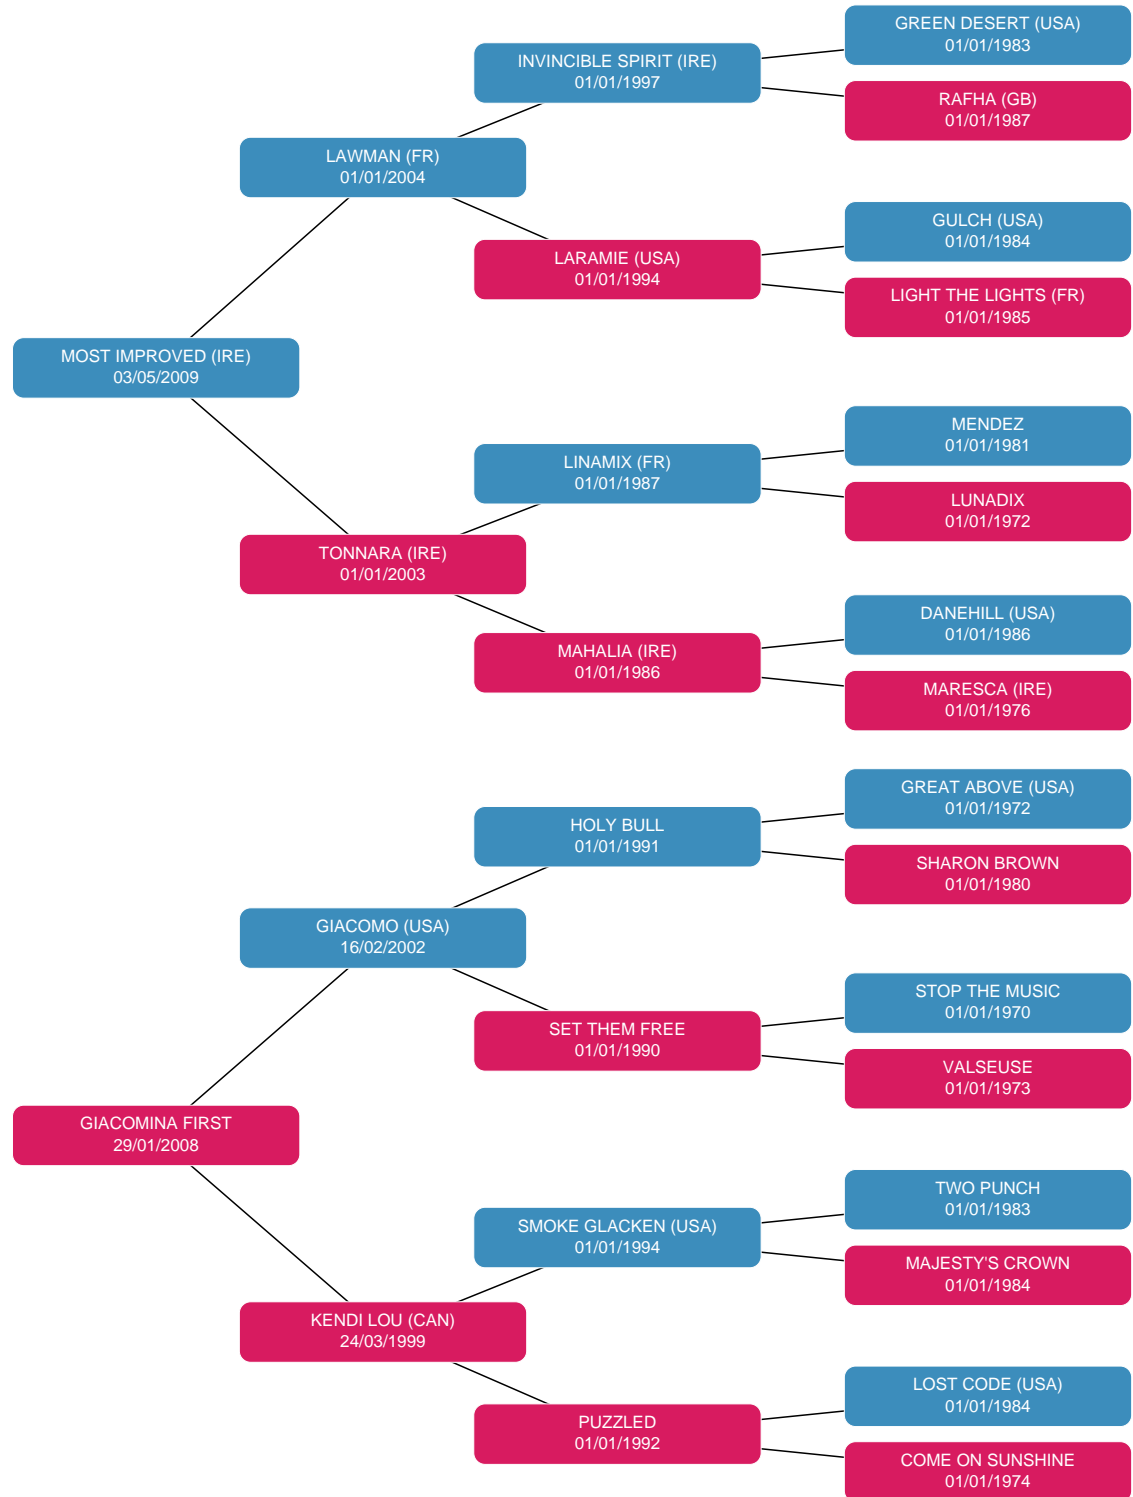 GREEN DESERT (USA)
01/01/1983
INVINCIBLE SPIRIT (IRE)
01/01/1997
RAFHA (GB)
01/01/1987
LAWMAN (FR)
01/01/2004
GULCH (USA)
01/01/1984
LARAMIE (USA)
01/01/1994
LIGHT THE LIGHTS (FR)
01/01/1985
MOST IMPROVED (IRE)
03/05/2009
MENDEZ
01/01/1981
LINAMIX (FR)
01/01/1987
LUNADIX
01/01/1972
TONNARA (IRE)
01/01/2003
DANEHILL (USA)
01/01/1986
MAHALIA (IRE)
01/01/1986
MARESCA (IRE)
01/01/1976
GREAT ABOVE (USA)
01/01/1972
HOLY BULL
01/01/1991
SHARON BROWN
01/01/1980
GIACOMO (USA)
16/02/2002
STOP THE MUSIC
01/01/1970
SET THEM FREE
01/01/1990
VALSEUSE
01/01/1973
GIACOMINA FIRST
29/01/2008
TWO PUNCH
01/01/1983
SMOKE GLACKEN (USA)
01/01/1994
MAJESTY'S CROWN
01/01/1984
KENDI LOU (CAN)
24/03/1999
LOST CODE (USA)
01/01/1984
PUZZLED
01/01/1992
COME ON SUNSHINE
01/01/1974